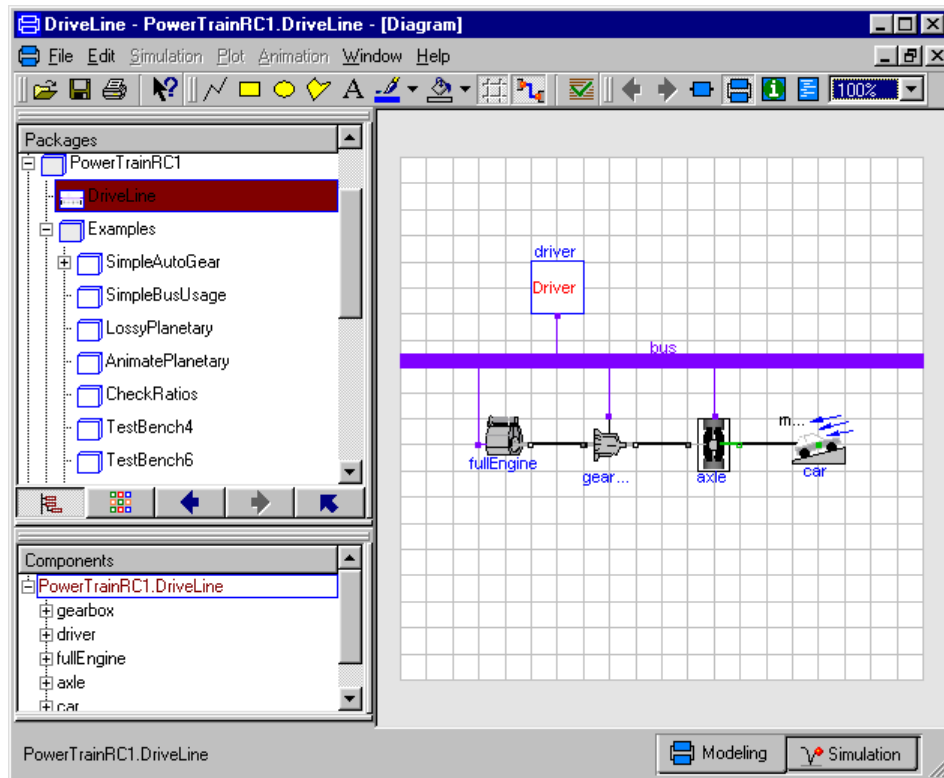 DriveLine - PowerTrainRC1.DriveLine - [Diagram]
File Edit Simulation Plot Animation Window Help
A 100%
Packages
PowerTrainRC1
DriveLine
Examples
SimpleAutoGear
SimpleBusUsage
LossyPlanetary
AnimatePlanetary
CheckRatios
TestBench4
TestBench6
Components
PowerTrainRC1.DriveLine
gearbox
driver
fullEngine
axle
car
driver
Driver
bus
m...
fullEngine
gear...
axle
car
PowerTrainRC1.DriveLine
Modeling
Simulation